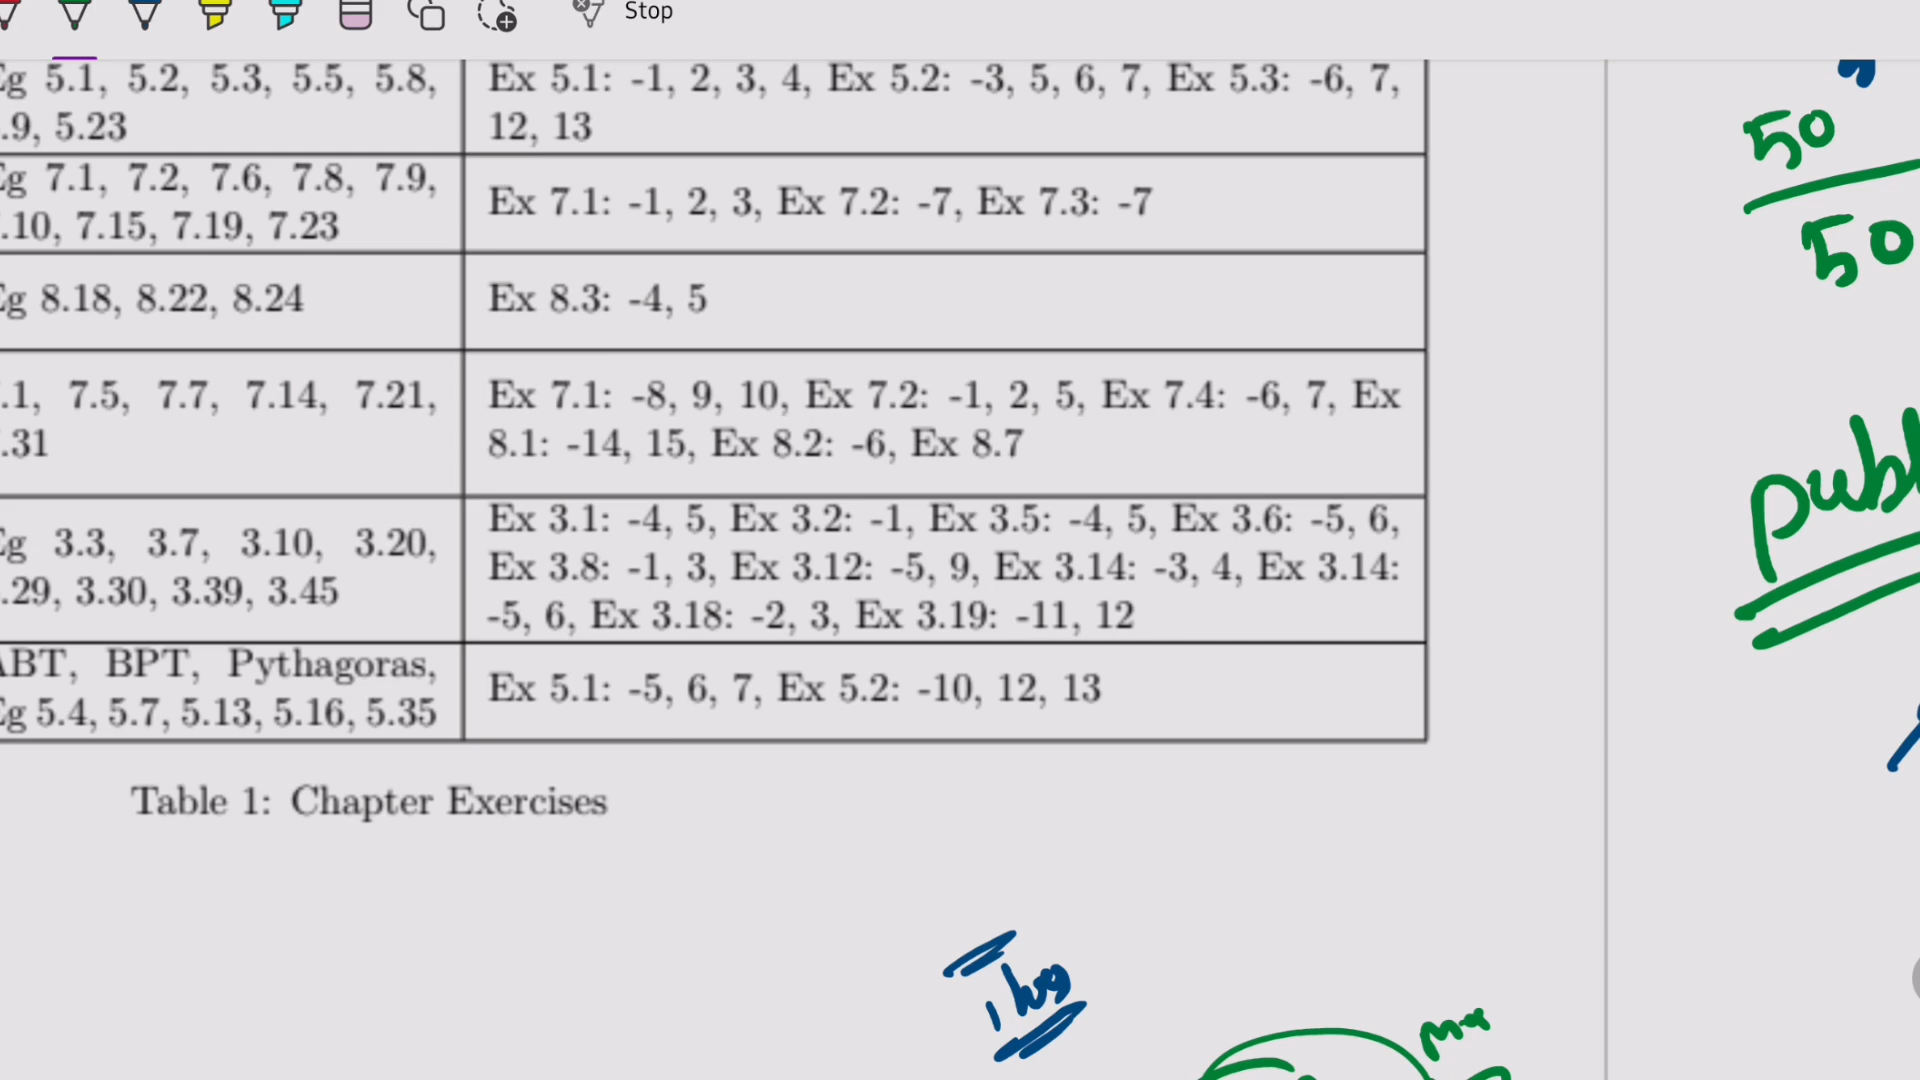 Stop
Eg 5.1, 5.2, 5.3, 5.5, 5.8,
.9, 5.23
Ex 5.1: -1, 2, 3, 4, Ex 5.2: -3, 5, 6, 7, Ex 5.3: -6, 7,
12, 13
Eg 7.1, 7.2, 7.6, 7.8, 7.9,
.10, 7.15, 7.19, 7.23
Ex 7.1: -1, 2, 3, Ex 7.2: -7, Ex 7.3: -7
Eg 8.18, 8.22, 8.24
Ex 8.3: -4, 5
.1, 7.5, 7.7, 7.14, 7.21,
.31
Ex 7.1: -8, 9, 10, Ex 7.2: -1, 2, 5, Ex 7.4: -6, 7, Ex
8.1: -14, 15, Ex 8.2: -6, Ex 8.7
Eg 3.3, 3.7, 3.10, 3.20,
.29, 3.30, 3.39, 3.45
Ex 3.1: -4, 5, Ex 3.2: -1, Ex 3.5: -4, 5, Ex 3.6: -5, 6,
Ex 3.8: -1, 3, Ex 3.12: -5, 9, Ex 3.14: -3, 4, Ex 3.14:
-5, 6, Ex 3.18: -2, 3, Ex 3.19: -11, 12
ABT, BPT, Pythagoras,
Eg 5.4, 5.7, 5.13, 5.16, 5.35
Ex 5.1: -5, 6, 7, Ex 5.2: -10, 12, 13
Table 1: Chapter Exercises
50
50
publ